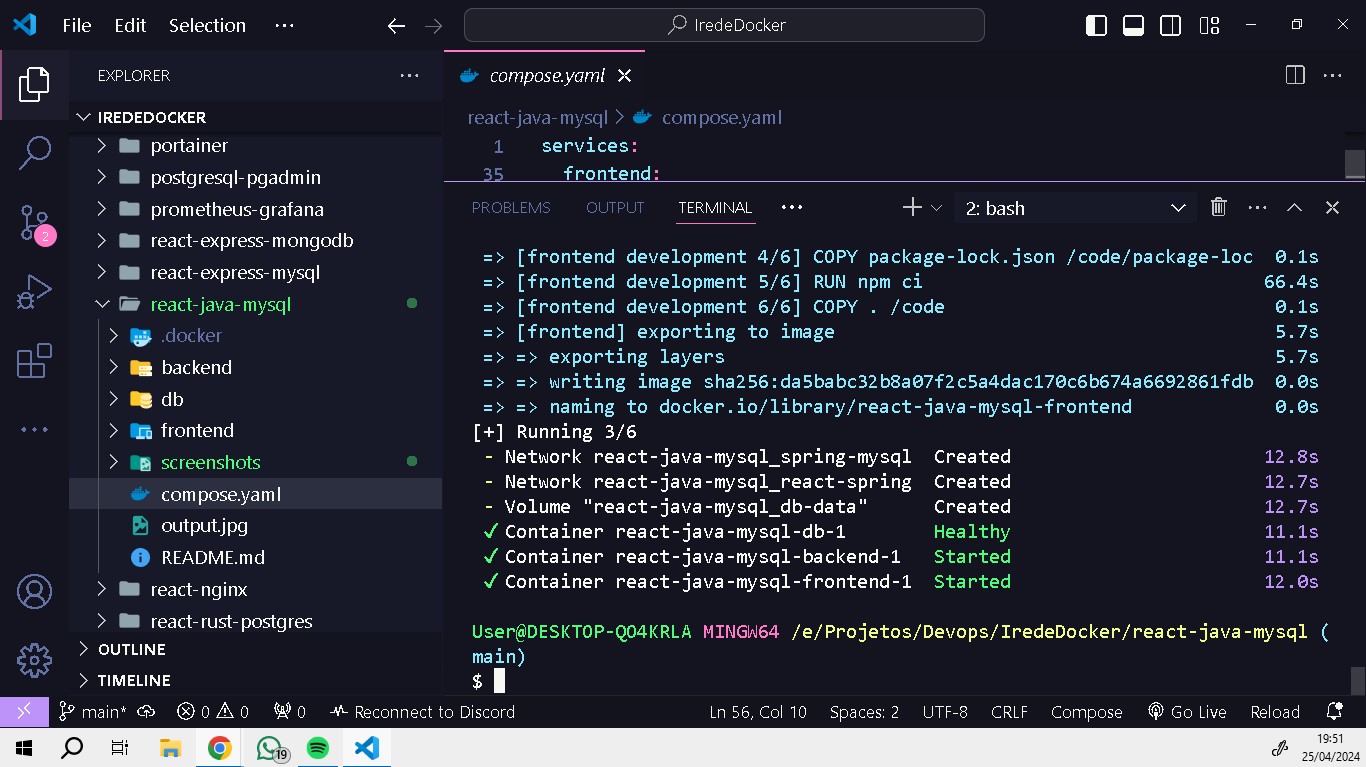 File Edit Selection ···
IredeDocker
EXPLORER
IREDEDOCKER
portainer
postgresql-pgadmin
prometheus-grafana
react-express-mongodb
react-express-mysql
react-java-mysql
.docker
backend
db
frontend
screenshots
compose.yaml
output.jpg
README.md
react-nginx
react-rust-postgres
OUTLINE
TIMELINE
2
compose.yaml
react-java-mysql > compose.yaml
1 services:
35 frontend:
PROBLEMS OUTPUT TERMINAL ···
2: bash
=> [frontend development 4/6] COPY package-lock.json /code/package-loc 0.1s
=> [frontend development 5/6] RUN npm ci 66.4s
=> [frontend development 6/6] COPY . /code 0.1s
=> [frontend] exporting to image 5.7s
=> => exporting layers 5.7s
=> => writing image sha256:da5babc32b8a07f2c5a4dac170c6b674a6692861fdb 0.0s
=> => naming to docker.io/library/react-java-mysql-frontend 0.0s
[+] Running 3/6
- Network react-java-mysql_spring-mysql Created 12.8s
- Network react-java-mysql_react-spring Created 12.7s
- Volume "react-java-mysql_db-data" Created 12.7s
✓ Container react-java-mysql-db-1 Healthy 11.1s
✓ Container react-java-mysql-backend-1 Started 11.1s
✓ Container react-java-mysql-frontend-1 Started 12.0s
User@DESKTOP-QO4KRLA MINGW64 /e/Projetos/Devops/IredeDocker/react-java-mysql (
main)
$
main* 0 0 0 Reconnect to Discord Ln 56, Col 10 Spaces: 2 UTF-8 CRLF Compose Go Live Reload
19
19:51
25/04/2024